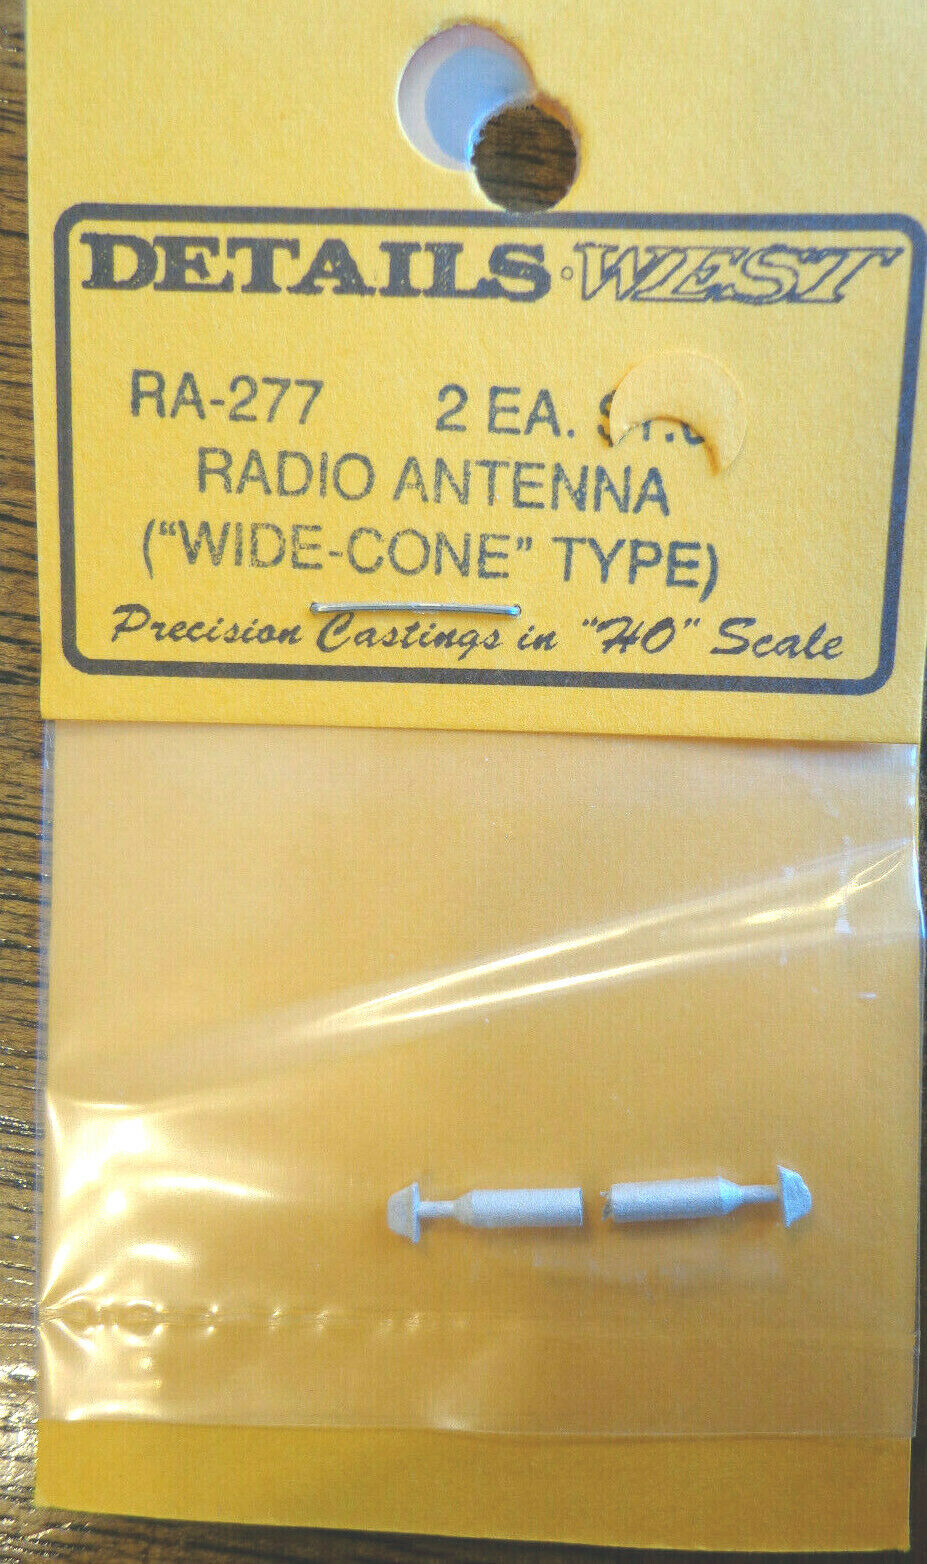 DETAILS·WEST
RA-277 2 EA.
RADIO ANTENNA
("WIDE-CONE" TYPE)
Precision Castings in "HO" Scale